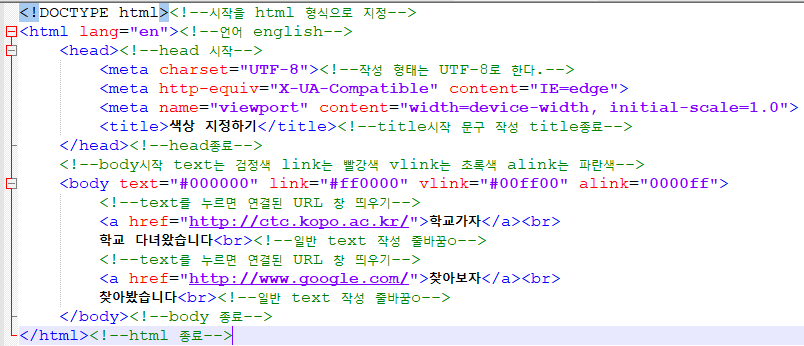 <!DOCTYPE html><!--시작을 html 형식으로 지정-->
<html lang="en"><!--언어 english-->
<head><!--head 시작-->
<meta charset="UTF-8"><!--작성 형태는 UTF-8로 한다.-->
<meta http-equiv="X-UA-Compatible" content="IE=edge">
<meta name="viewport" content="width=device-width, initial-scale=1.0">
<title>색상 지정하기</title><!--title시작 문구 작성 title종료-->
</head><!--head종료-->
<!--body시작 text는 검정색 link는 빨강색 vlink는 초록색 alink는 파란색-->
<body text="#000000" link="#ff0000" vlink="#00ff00" alink="0000ff">
<!--text를 누르면 연결된 URL 창 띄우기-->
<a href="http://ctc.kopo.ac.kr/">학교가자</a><br>
학교 다녀왔습니다<br><!--일반 text 작성 줄바꿈o-->
<!--text를 누르면 연결된 URL 창 띄우기-->
<a href="http://www.google.com/">찾아보자</a><br>
찾아봤습니다<br><!--일반 text 작성 줄바꿈o-->
</body><!--body 종료-->
</html><!--html 종료-->